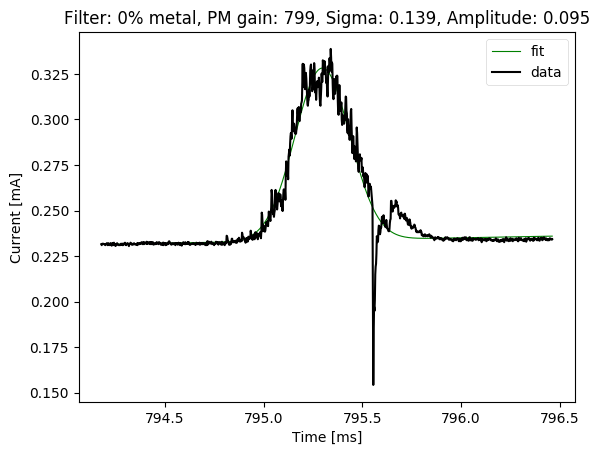 Filter: 0% metal, PM gain: 799, Sigma: 0.139, Amplitude: 0.095
fit
data
0.325
0.300
0.275
0.250
0.225
0.200
0.175
0.150
Current [mA]
794.5
795.0
795.5
796.0
796.5
Time [ms]